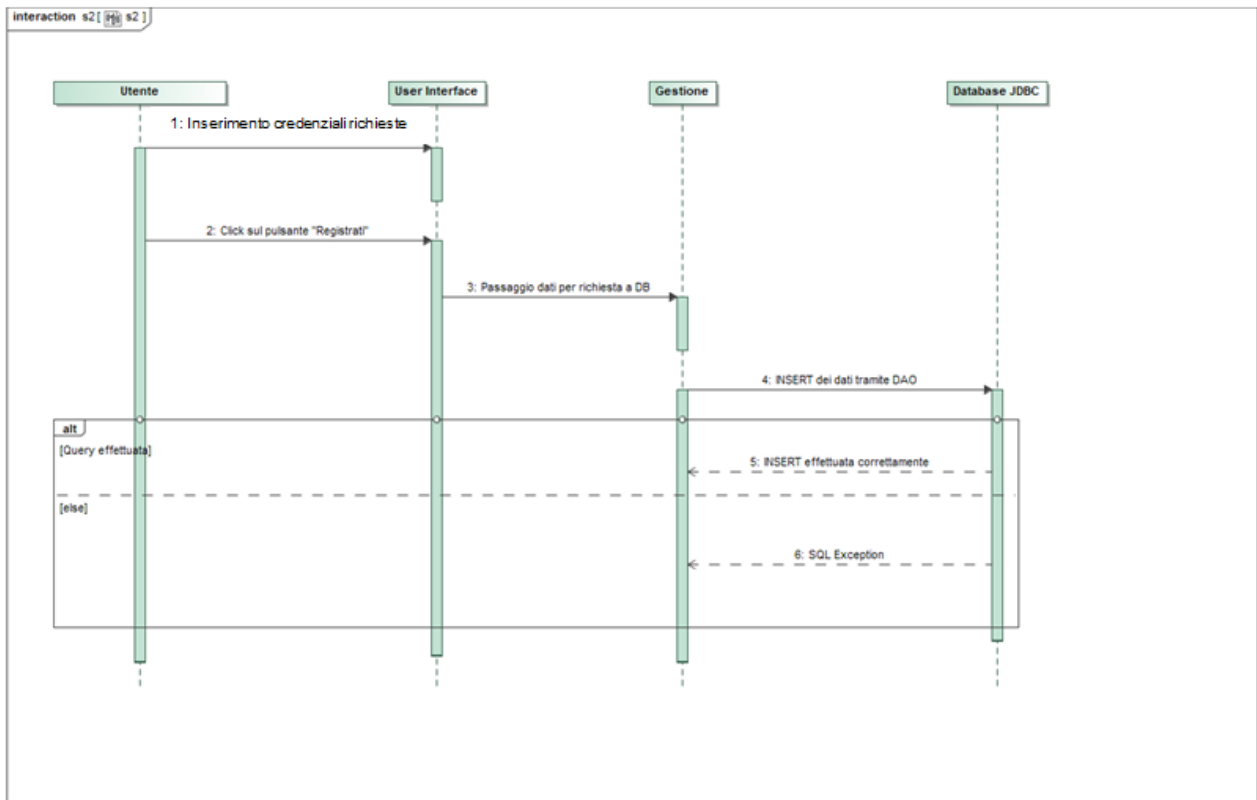 interaction s2[ s2 ]
Utente
User Interface
Gestione
Database JDBC
1: Inserimento credenziali richieste
2: Click sul pulsante "Registrati"
3: Passaggio dati per richiesta a DB
4: INSERT dei dati tramite DAO
alt
[Query effettuata]
5: INSERT effettuata correttamente
[else]
6: SQL Exception